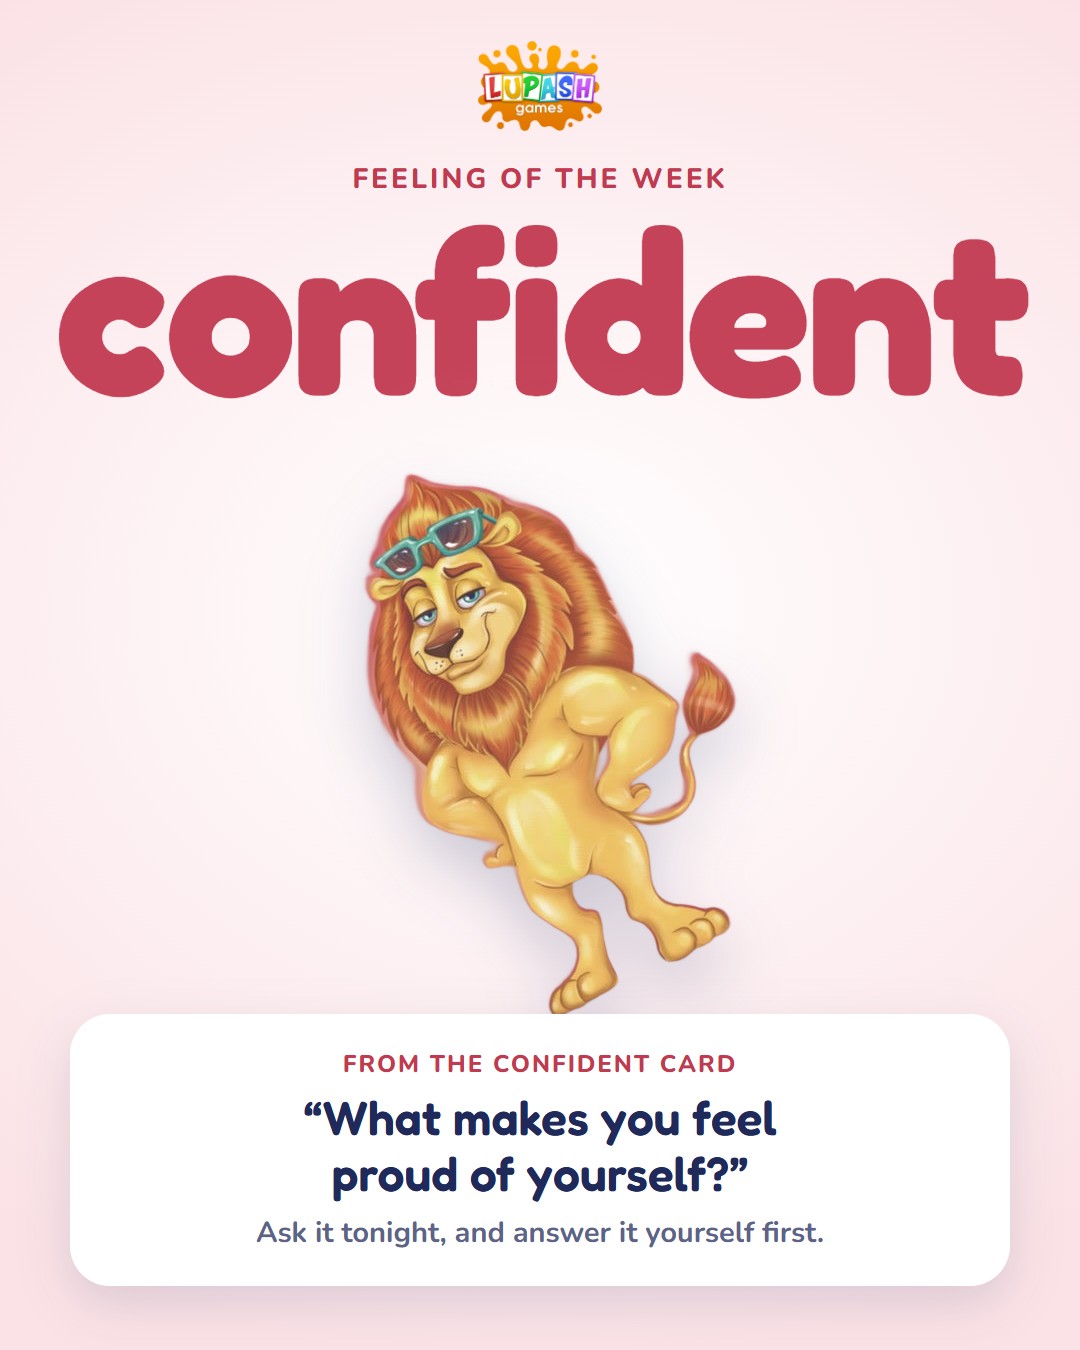 LUPASH
games
FEELING OF THE WEEK
confident
FROM THE CONFIDENT CARD
“What makes you feel
proud of yourself?”
Ask it tonight, and answer it yourself first.